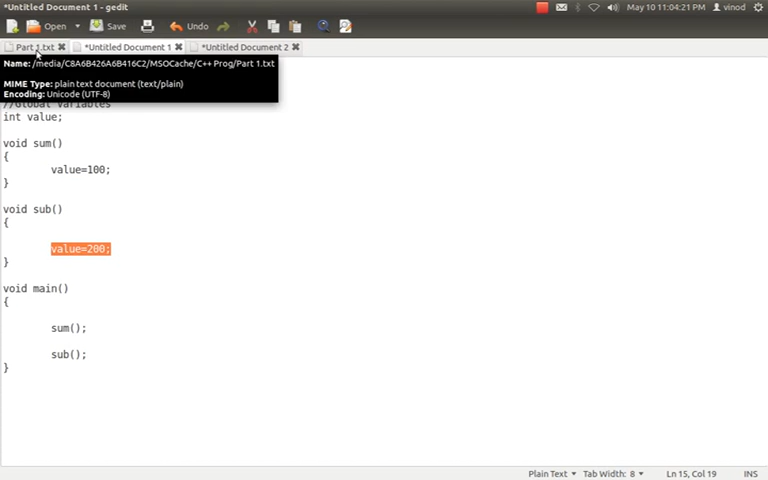 *Untitled Document 1 - gedit
May 10 11:04:21 PM vinod
Open Save Undo
Part 1.txt *Untitled Document 1 *Untitled Document 2
Name: /media/C8A6B426A6B416C2/MSOCache/C++ Prog/Part 1.txt
MIME Type: plain text document (text/plain)
Encoding: Unicode (UTF-8)
//Global Variables
int value;
void sum()
{
value=100;
}
void sub()
{
value=200;
}
void main()
{
sum();
sub();
}
Plain Text Tab Width: 8 Ln 15, Col 19 INS